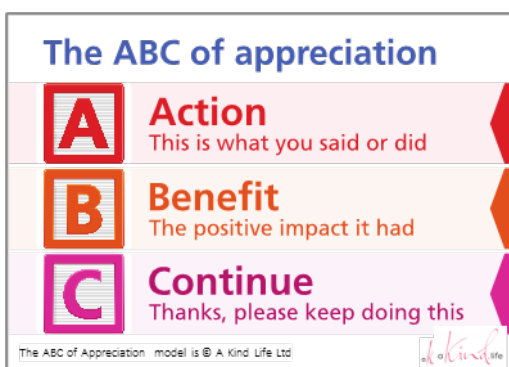 The ABC of appreciation
A
Action
This is what you said or did
B
Benefit
The positive impact it had
C
Continue
Thanks, please keep doing this
The ABC of Appreciation model is © A Kind Life Ltd
a kind life